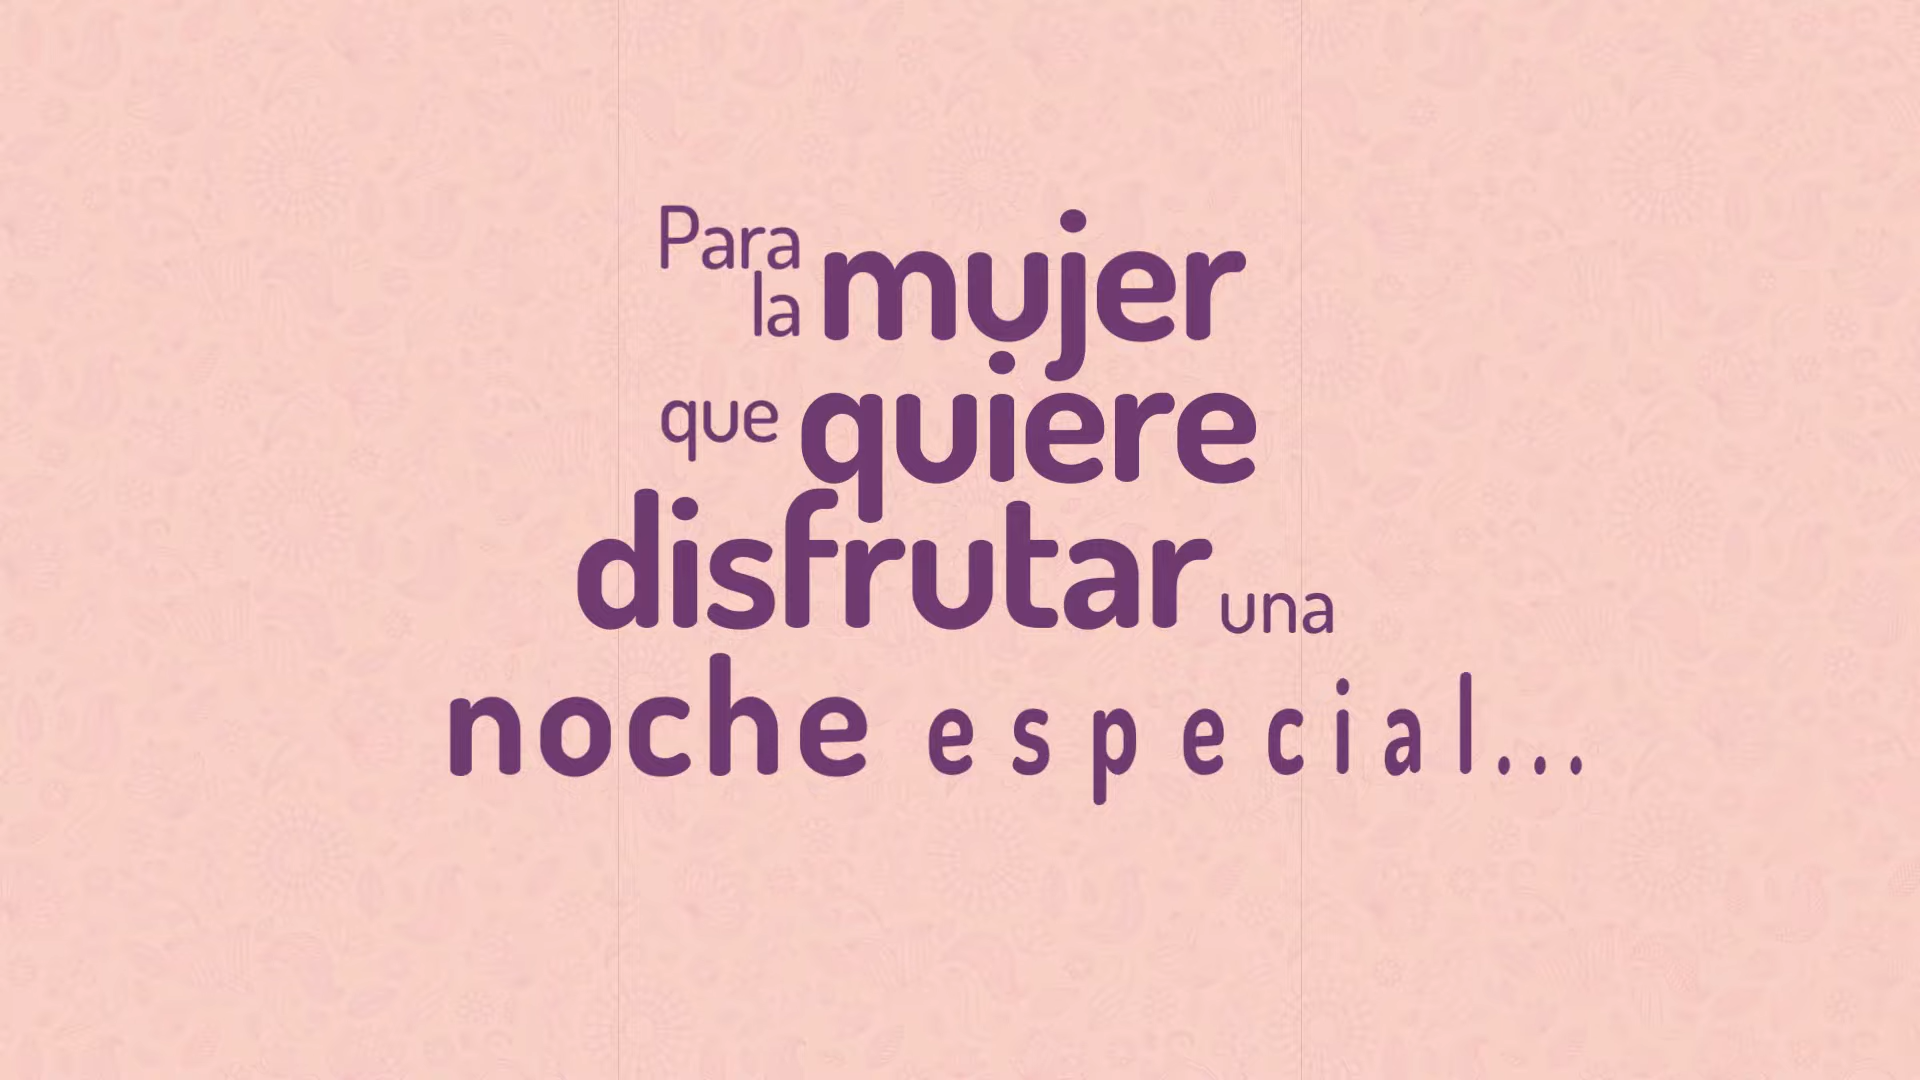 Para
la mujer
que quiere
disfrutar una
noche especial...